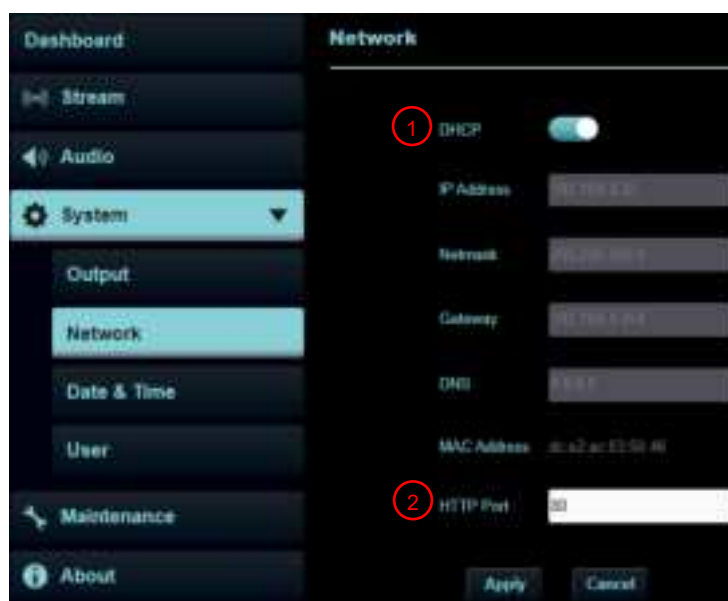 Dashboard
Stream
Audio
System
Output
Network
Date & Time
User
Maintenance
About
Network
1 DHCP
IP Address
Netmask
Gateway
DNS
MAC Address
2 HTTP Port 80
Apply Cancel